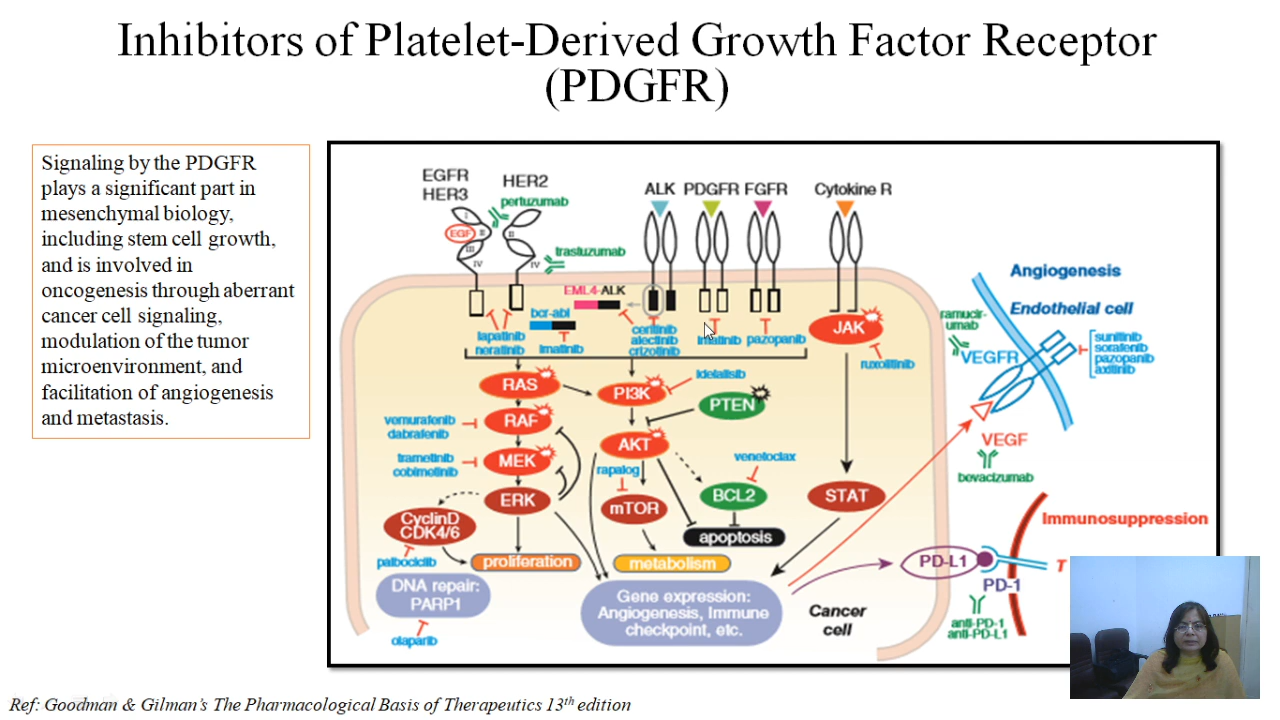 Inhibitors of Platelet-Derived Growth Factor Receptor
(PDGFR)
Signaling by the PDGFR
plays a significant part in
mesenchymal biology,
including stem cell growth,
and is involved in
oncogenesis through aberrant
cancer cell signaling,
modulation of the tumor
microenvironment, and
facilitation of angiogenesis
and metastasis.
EGFR
HER3
HER2
pertuzumab
EGF
I
II
III
IV
II
IV
trastuzumab
ALK
PDGFR
FGFR
Cytokine R
EML4-ALK
bcr-abl
imatinib
lapatinib
neratinib
ceritinib
alectinib
crizotinib
imatinib
pazopanib
JAK
ruxolitinib
RAS
PI3K
idelalisib
PTEN
vemurafenib
dabrafenib
RAF
AKT
trametinib
cobimetinib
MEK
rapalog
venetoclax
ERK
mTOR
BCL2
STAT
CyclinD
CDK4/6
palbociclib
proliferation
metabolism
apoptosis
DNA repair:
PARP1
olaparib
Gene expression:
Angiogenesis, Immune
checkpoint, etc.
Cancer
cell
Angiogenesis
Endothelial cell
ramucir-
umab
VEGFR
sunitinib
sorafenib
pazopanib
axitinib
VEGF
bevacizumab
Immunosuppression
PD-L1
PD-1
T
anti-PD-1
anti-PD-L1
Ref: Goodman & Gilman's The Pharmacological Basis of Therapeutics 13th edition